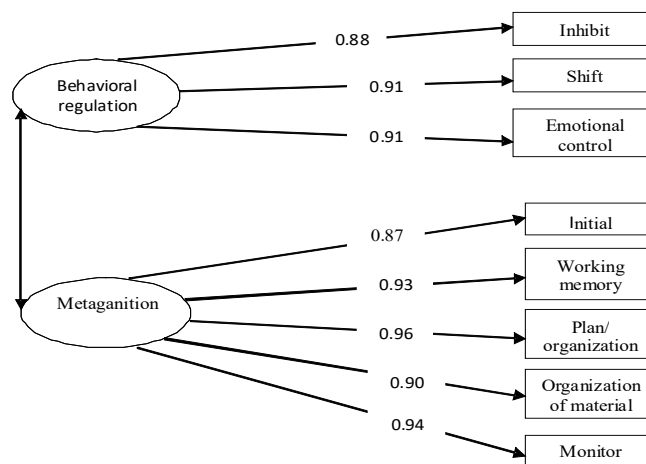 0.88
Inhibit
Behavioral
regulation
0.91
Shift
0.91
Emotional
control
0.87
Initial
Metaganition
0.93
Working
memory
0.96
Plan/
organization
0.90
Organization
of material
0.94
Monitor